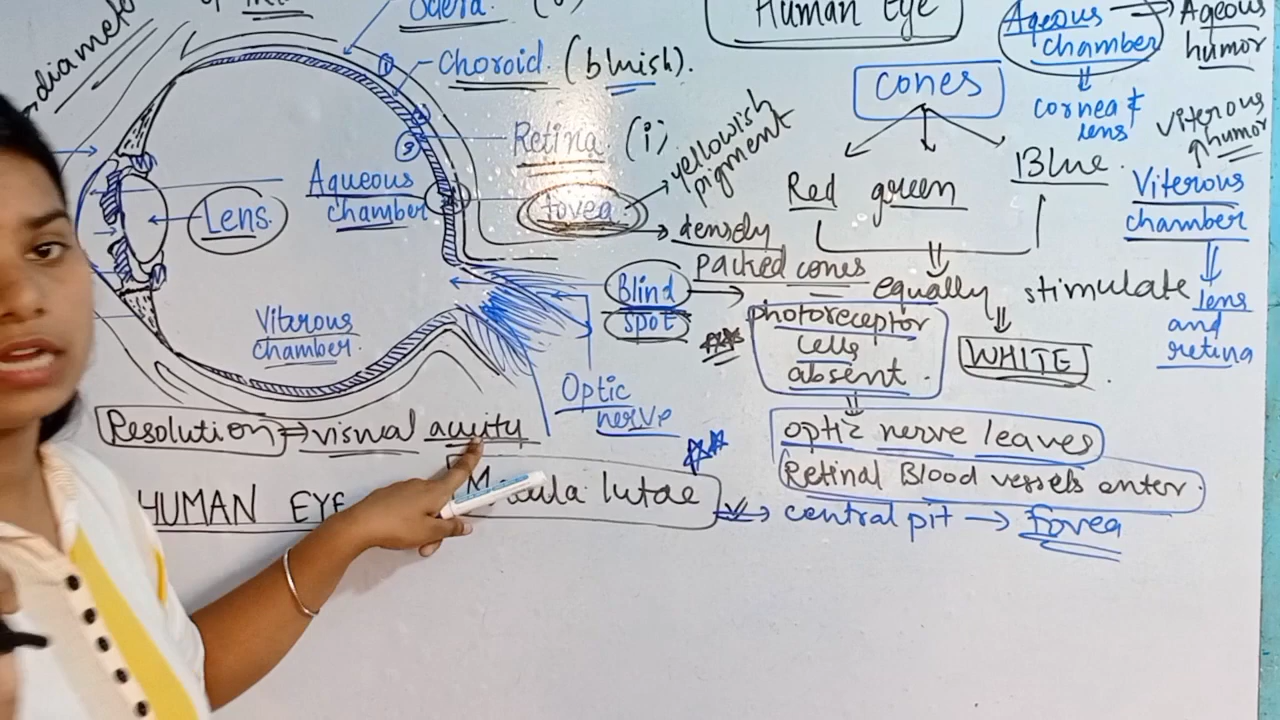 diameter
Sclera
Choroid (bluish).
Retina (i)
yellowish
pigment
Aqueous
chamber
Lens
fovea
densely
packed cones
Blind
spot
photoreceptor
cells
absent.
optic nerve leaves
Retinal Blood vessels enter.
Vitarous
chamber
Optic
nerve
Resolution ⇒ visual acuity
HUMAN EYE
lutae
central pit → Fovea
Human Eye
cones
Red green Blue
equally stimulate
WHITE
Aqeous
chamber
Aqeous
humor
cornea &
lens
Viterous
humor
Viterous
chamber
lens
and
retina